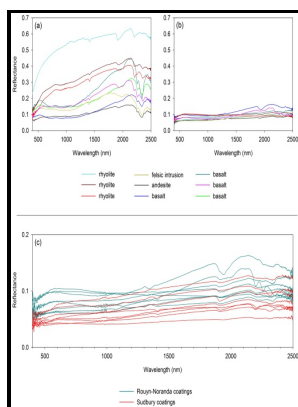 (a)
(b)
Reflectance
0.7
0.6
0.5
0.4
0.3
0.2
0.1
0.0
500 1000 1500 2000 2500
Wavelength (nm)
0.7
0.6
0.5
0.4
0.3
0.2
0.1
0.0
500 1000 1500 2000 2500
Wavelength (nm)
rhyolite felsic intrusion basalt
rhyolite andesite basalt
rhyolite basalt basalt
(c)
Reflectance
0.2
0.1
0.0
500 1000 1500 2000 2500
Wavelength (nm)
Rouyn-Noranda coatings
Sudbury coatings